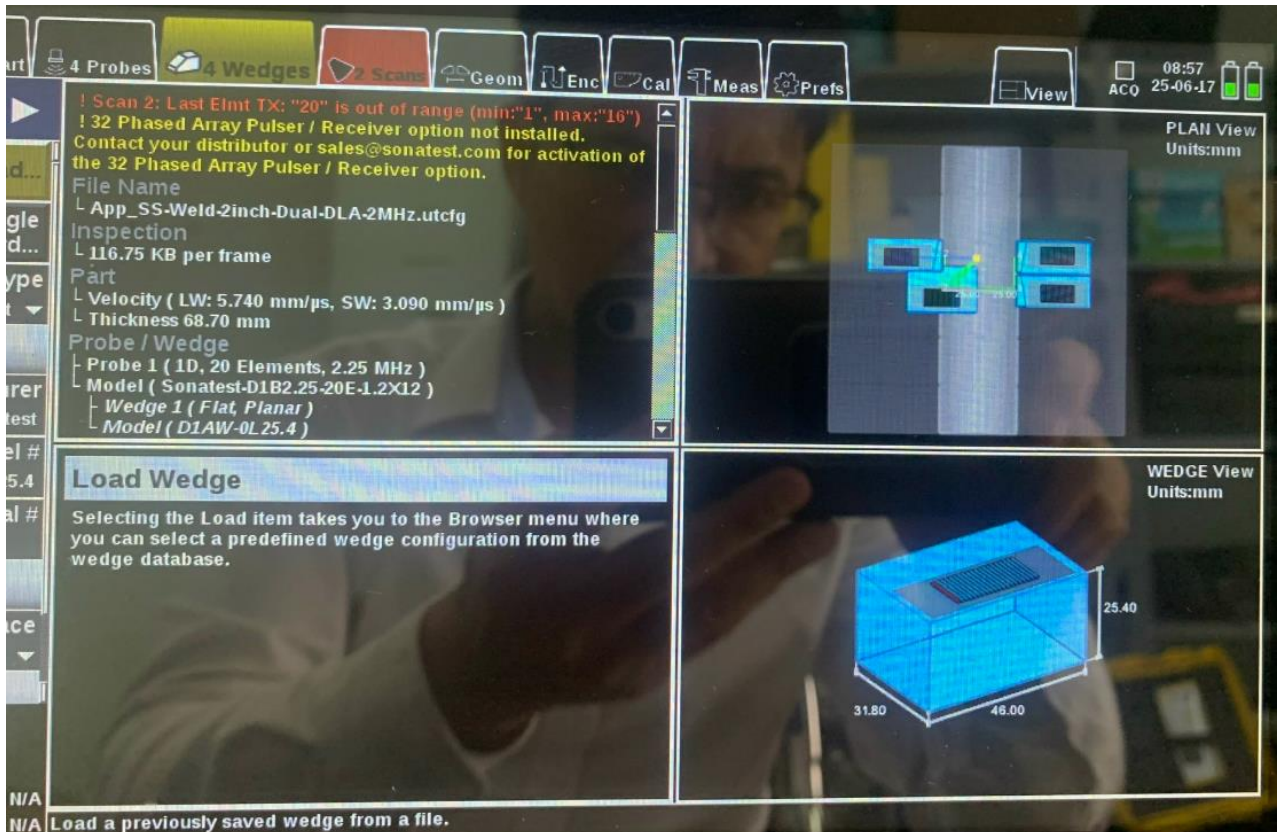 4 Probes
4 Wedges
2 Scans
Geom
Enc
Cal
Meas
Prefs
View
ACQ
08:57
25-06-17
! Scan 2: Last Elmt TX: "20" is out of range (min:"1", max:"16")
! 32 Phased Array Pulser / Receiver option not installed.
Contact your distributor or sales@sonatest.com for activation of
the 32 Phased Array Pulser / Receiver option.
File Name
App_SS-Weld-2inch-Dual-DLA-2MHz.utcfg
Inspection
116.75 KB per frame
Part
Velocity ( LW: 5.740 mm/µs, SW: 3.090 mm/µs )
Thickness 68.70 mm
Probe / Wedge
Probe 1 ( 1D, 20 Elements, 2.25 MHz )
Model ( Sonatest-D1B2.25-20E-1.2X12 )
Wedge 1 ( Flat, Planar )
Model ( D1AW-0L25.4 )
PLAN View
Units:mm
25.00
Load Wedge
Selecting the Load item takes you to the Browser menu where
you can select a predefined wedge configuration from the
wedge database.
WEDGE View
Units:mm
25.40
31.80
46.00
N/A
N/A
Load a previously saved wedge from a file.